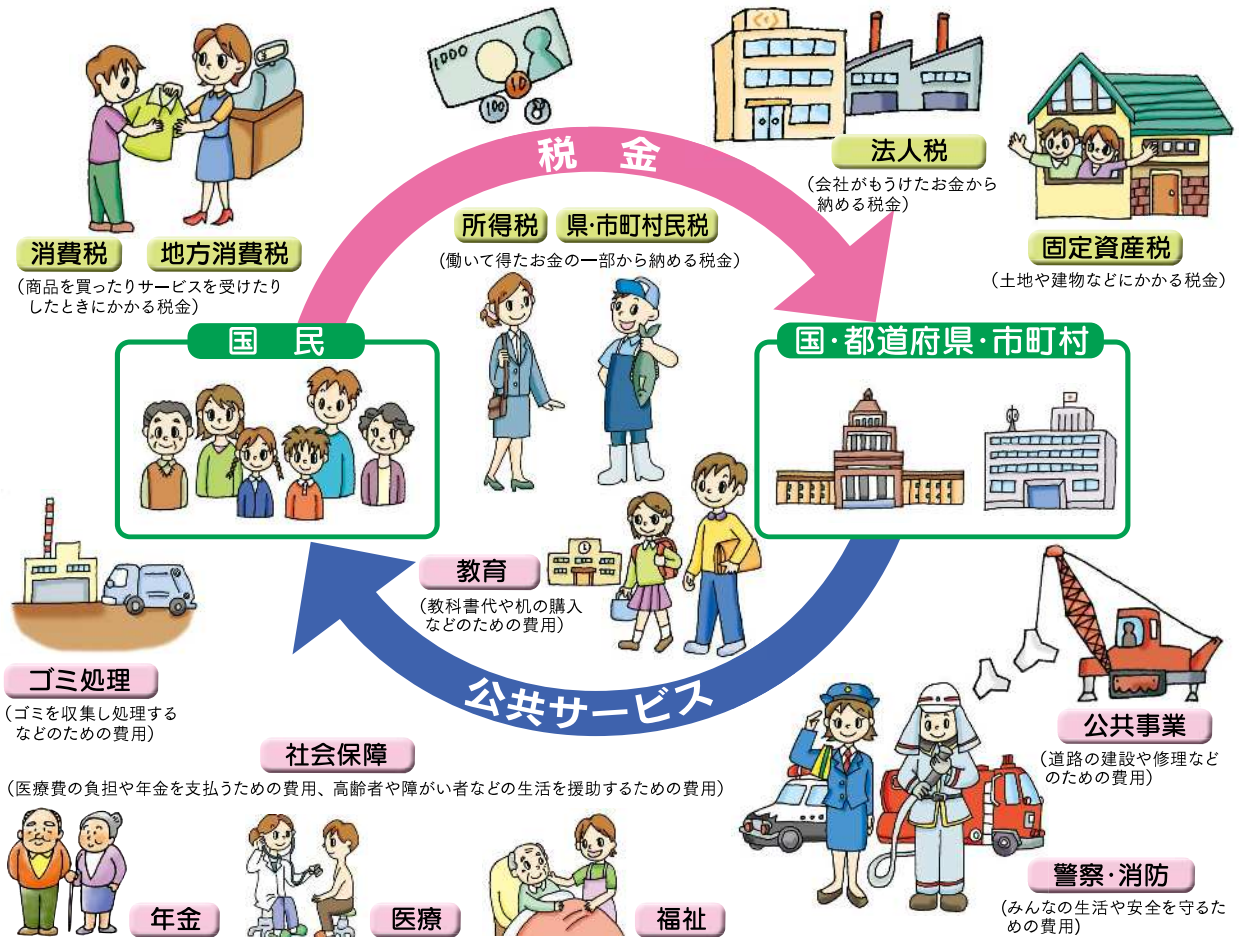 1000
10
100
税 金
法人税
(会社がもうけたお金から
納める税金)
消費税
地方消費税
(商品を買ったりサービスを受けたり
したときにかかる税金)
所得税
県・市町村民税
(働いて得たお金の一部から納める税金)
固定資産税
(土地や建物などにかかる税金)
国 民
国・都道府県・市町村
教育
(教科書代や机の購入
などのための費用)
公共サービス
ゴミ処理
(ゴミを収集し処理する
などのための費用)
公共事業
(道路の建設や修理など
のための費用)
社会保障
(医療費の負担や年金を支払うための費用、高齢者や障がい者などの生活を援助するための費用)
年金
医療
福祉
警察・消防
(みんなの生活や安全を守るた
めの費用)